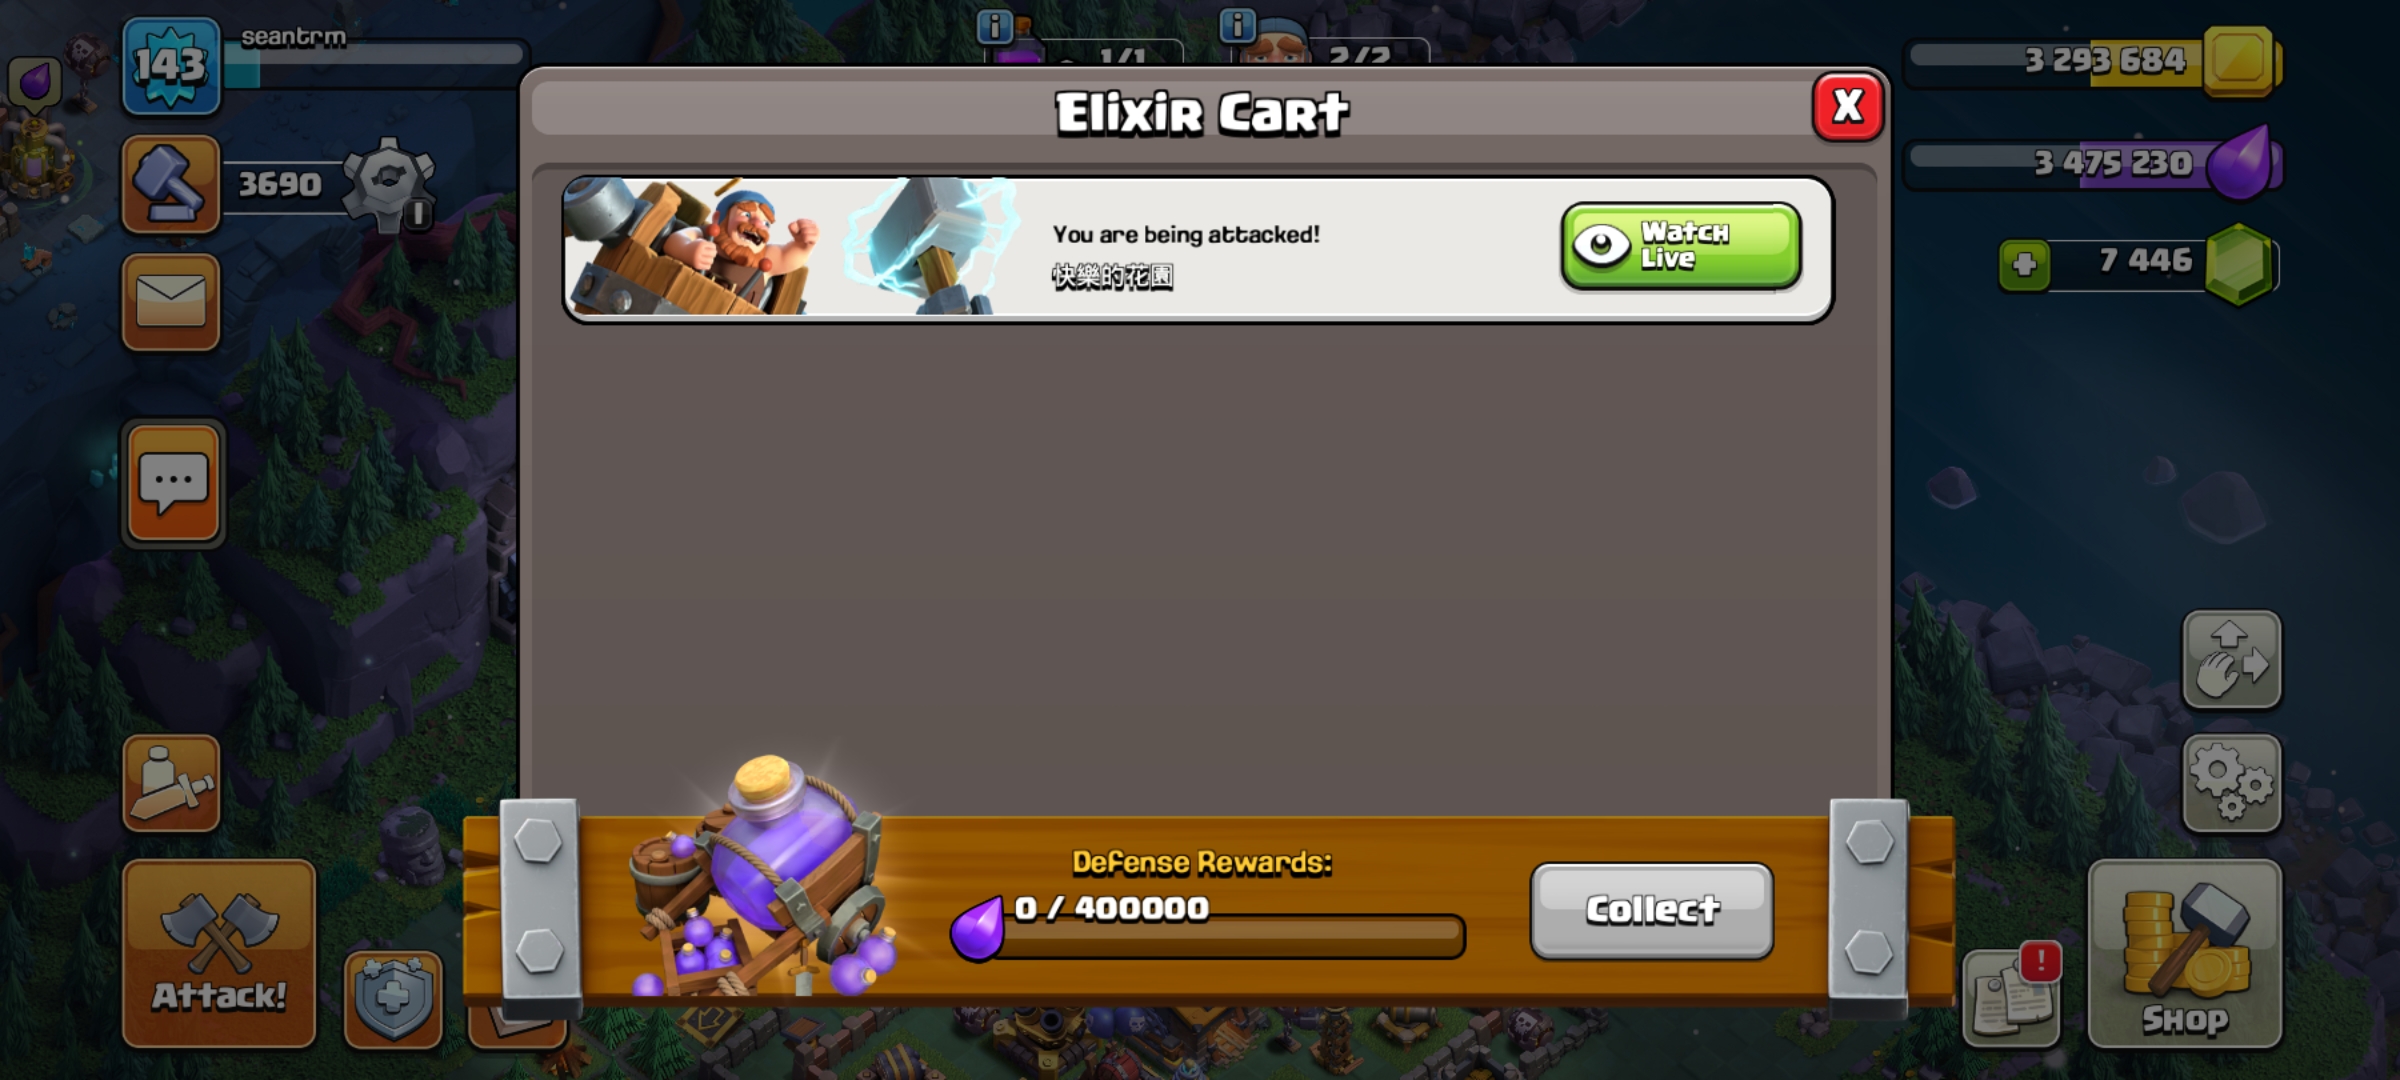 143
seantrm
1/1
2/2
3 293 684
Elixir Cart
X
3690
3 475 230
You are being attacked!
快樂的花園
Watch
Live
7 446
Defense Rewards:
0 / 400000
Collect
Attack!
!
Shop